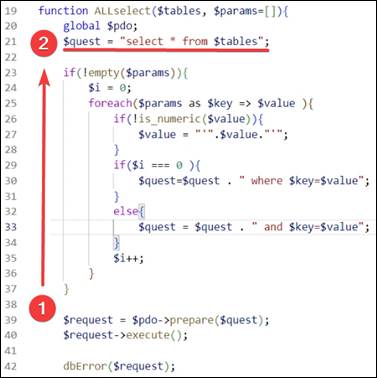 19 function ALLselect($tables, $params=[]){
20 global $pdo;
21 $quest = "select * from $tables";
22
23 if(!empty($params)){
24 $i = 0;
25 foreach($params as $key => $value ){
26 if(!is_numeric($value)){
27 $value = "'".$value."'";
28 }
29 if($i === 0 ){
30 $quest=$quest . " where $key=$value";
31 }
32 else{
33 $quest = $quest . " and $key=$value";
34 }
35 $i++;
36 }
37 }
38
39 $request = $pdo->prepare($quest);
40 $request->execute();
41
42 dbError($request);
2
1